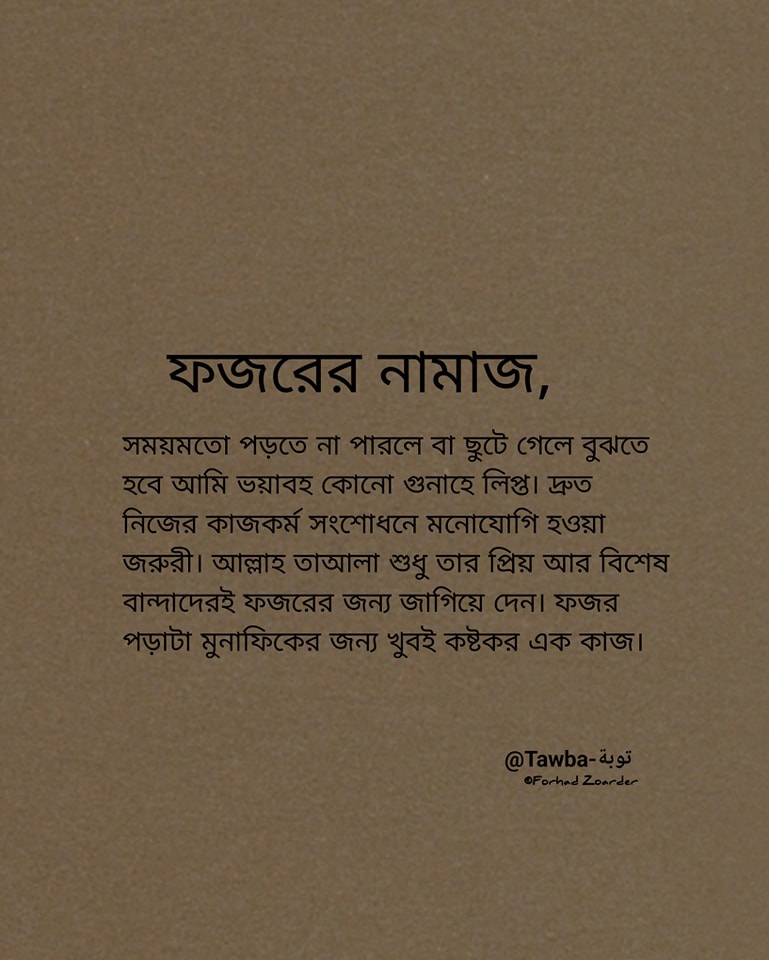 ফজরের নামাজ,
সময়মতো পড়তে না পারলে বা ছুটে গেলে বুঝতে
হবে আমি ভয়াবহ কোনো গুনাহে লিপ্ত। দ্রুত
নিজের কাজকর্ম সংশোধনে মনোযোগি হওয়া
জরুরী। আল্লাহ তাআলা শুধু তার প্রিয় আর বিশেষ
বান্দাদেরই ফজরের জন্য জাগিয়ে দেন। ফজর
পড়াটা মুনাফিকের জন্য খুবই কষ্টকর এক কাজ।
@Tawba-توبة
©Forhad Zoarder